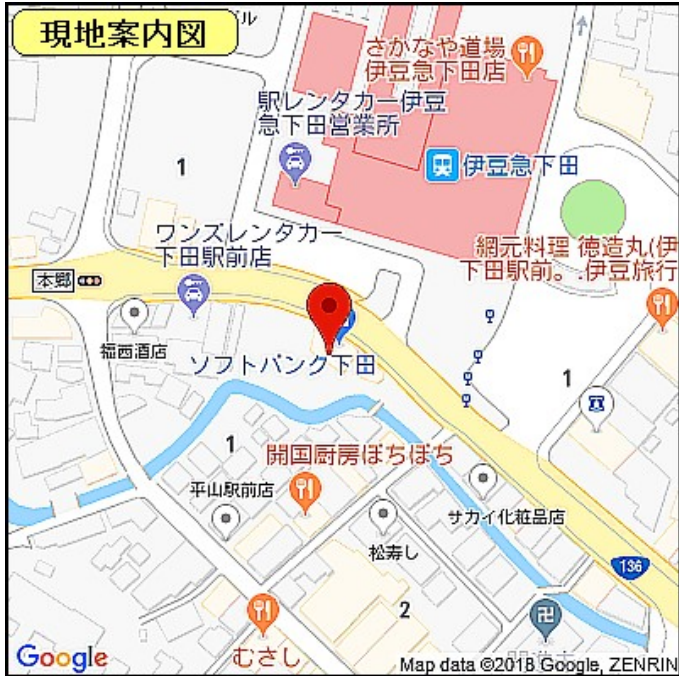 現地案内図
ル
さかなや道場
伊豆急下田店
駅レンタカー伊豆
急下田営業所
1
伊豆急下田
ワンズレンタカー
下田駅前店
網元料理 徳造丸(伊
下田駅前。.伊豆旅行
本郷
福西酒店
ソフトバンク下田
1
1
開国厨房ぽちぽち
平山駅前店
サカイ化粧品店
松寿し
136
2
卍
むさし
Google
Map data ©2018 Google, ZENRIN